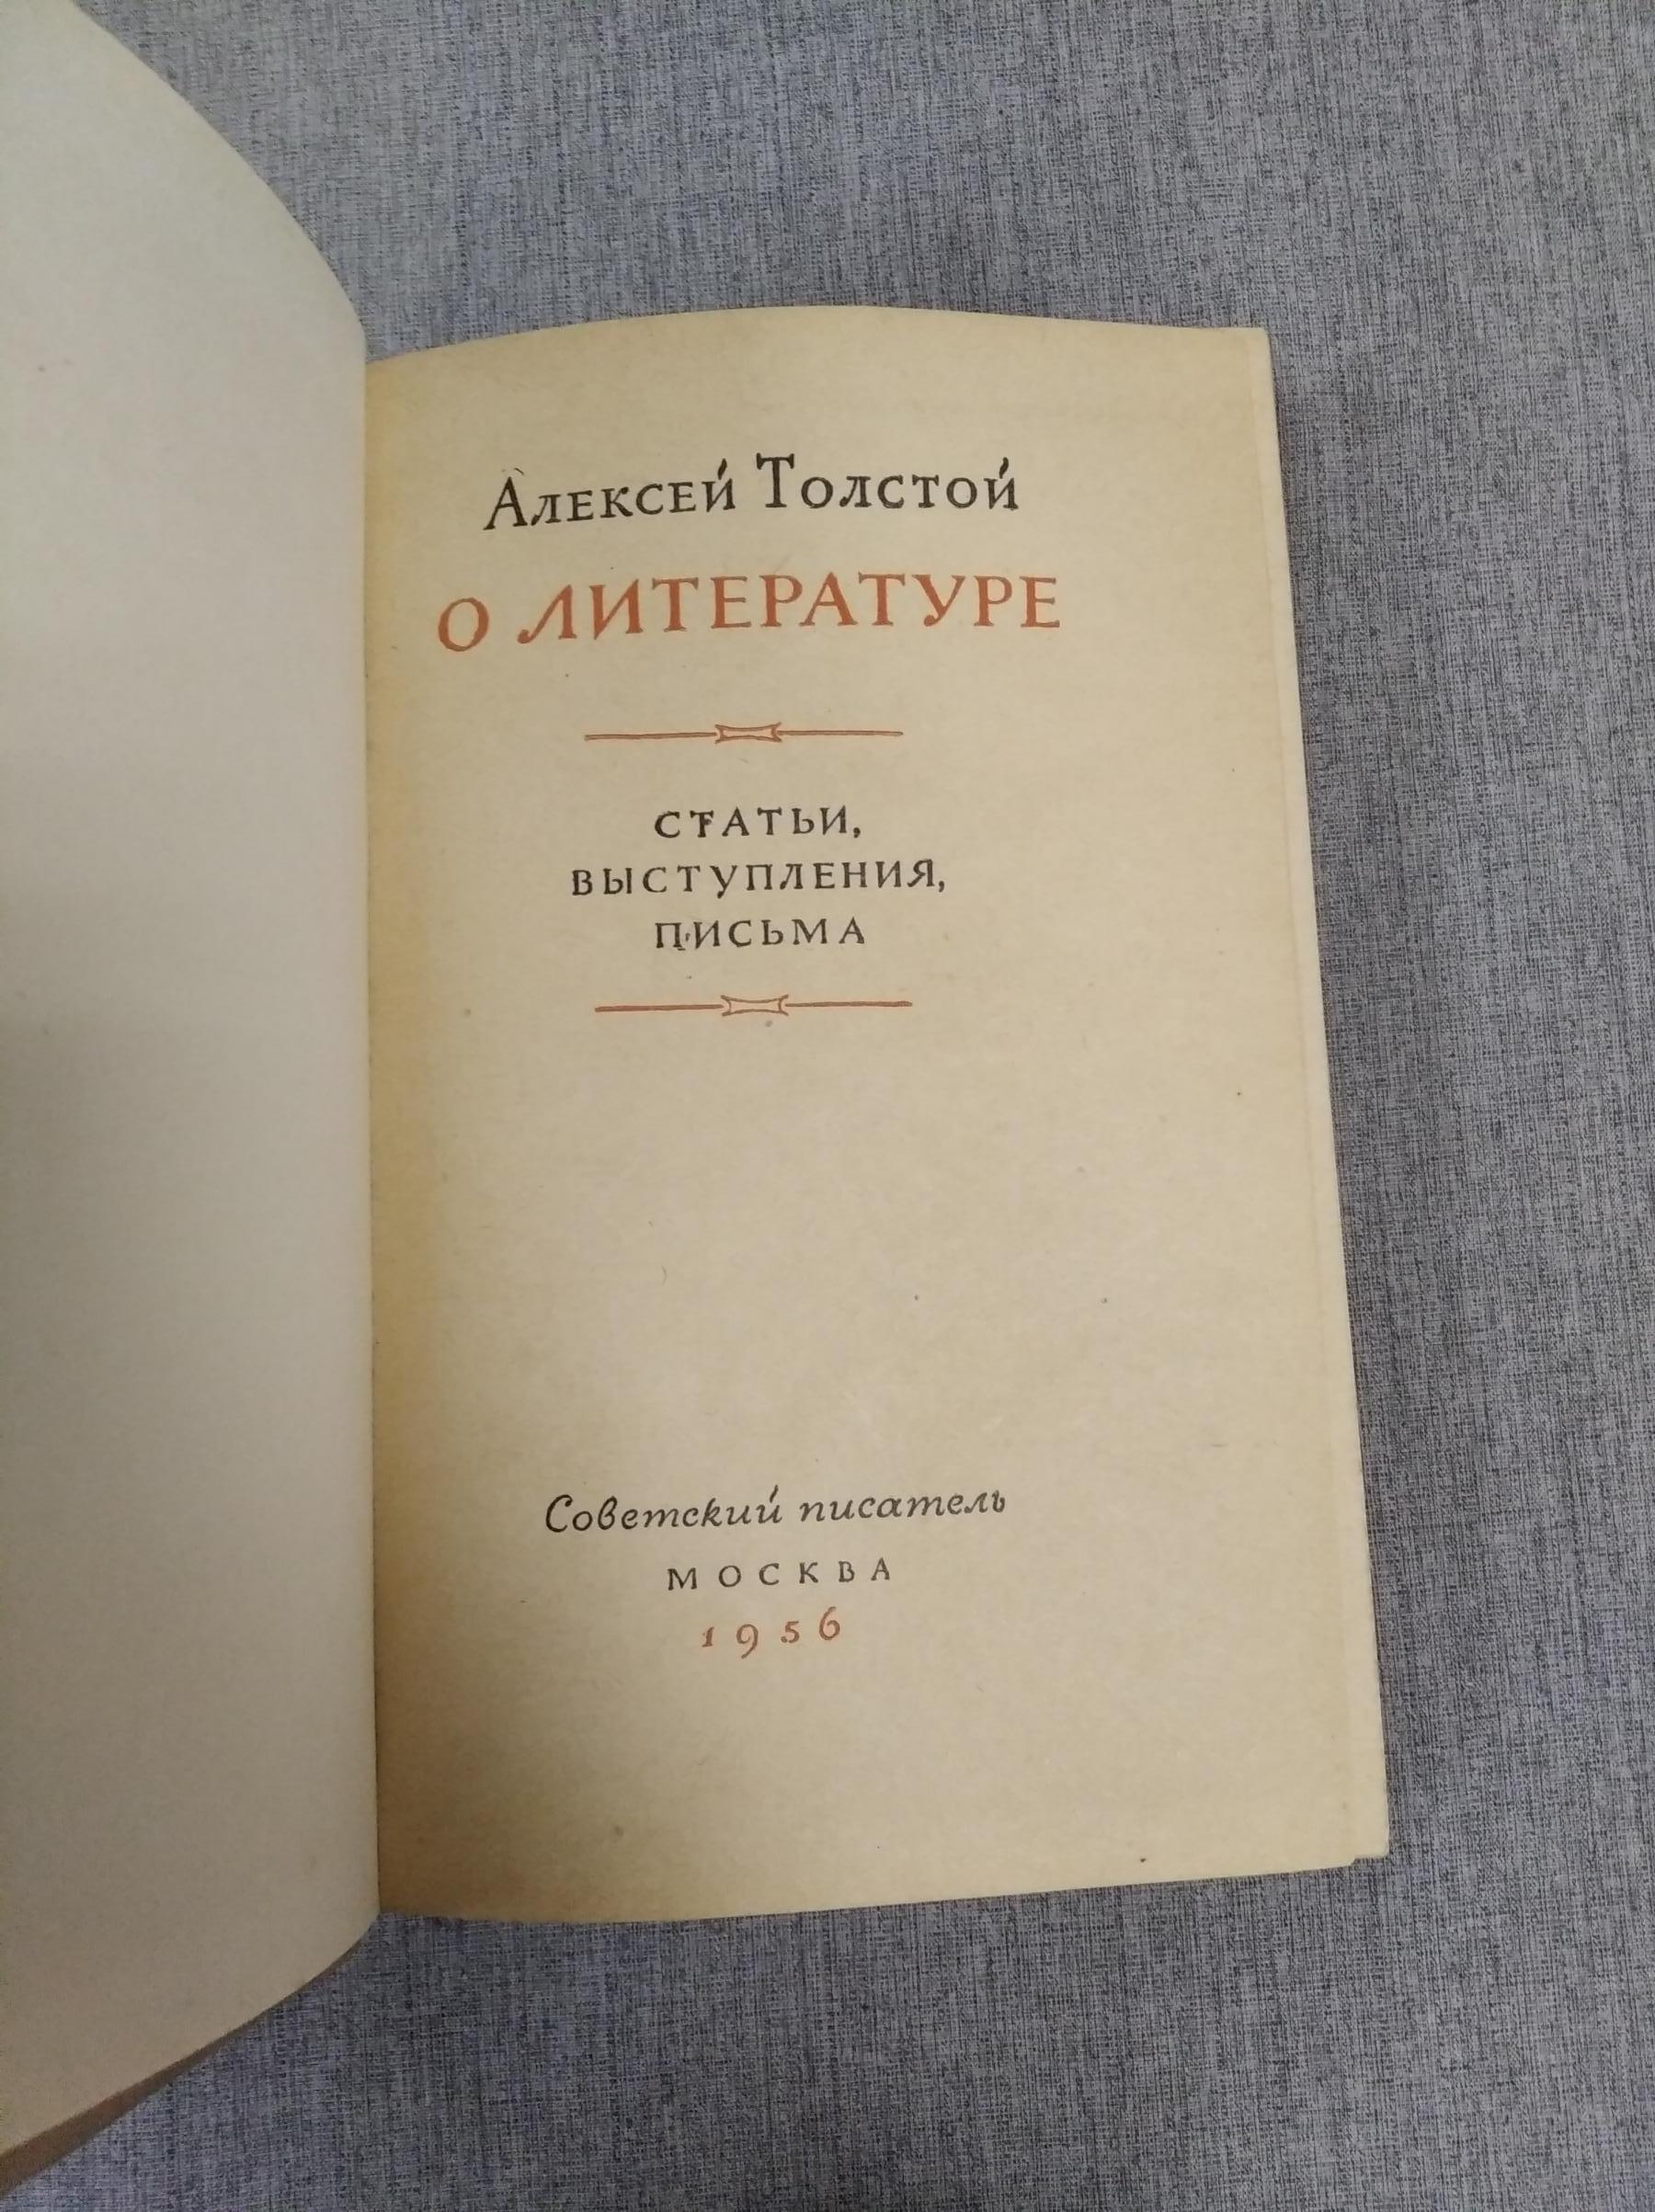 Алексей Толстой
О ЛИТЕРАТУРЕ
СТАТЬИ,
ВЫСТУПЛЕНИЯ,
ПИСЬМА
Советский писатель
МОСКВА
1956